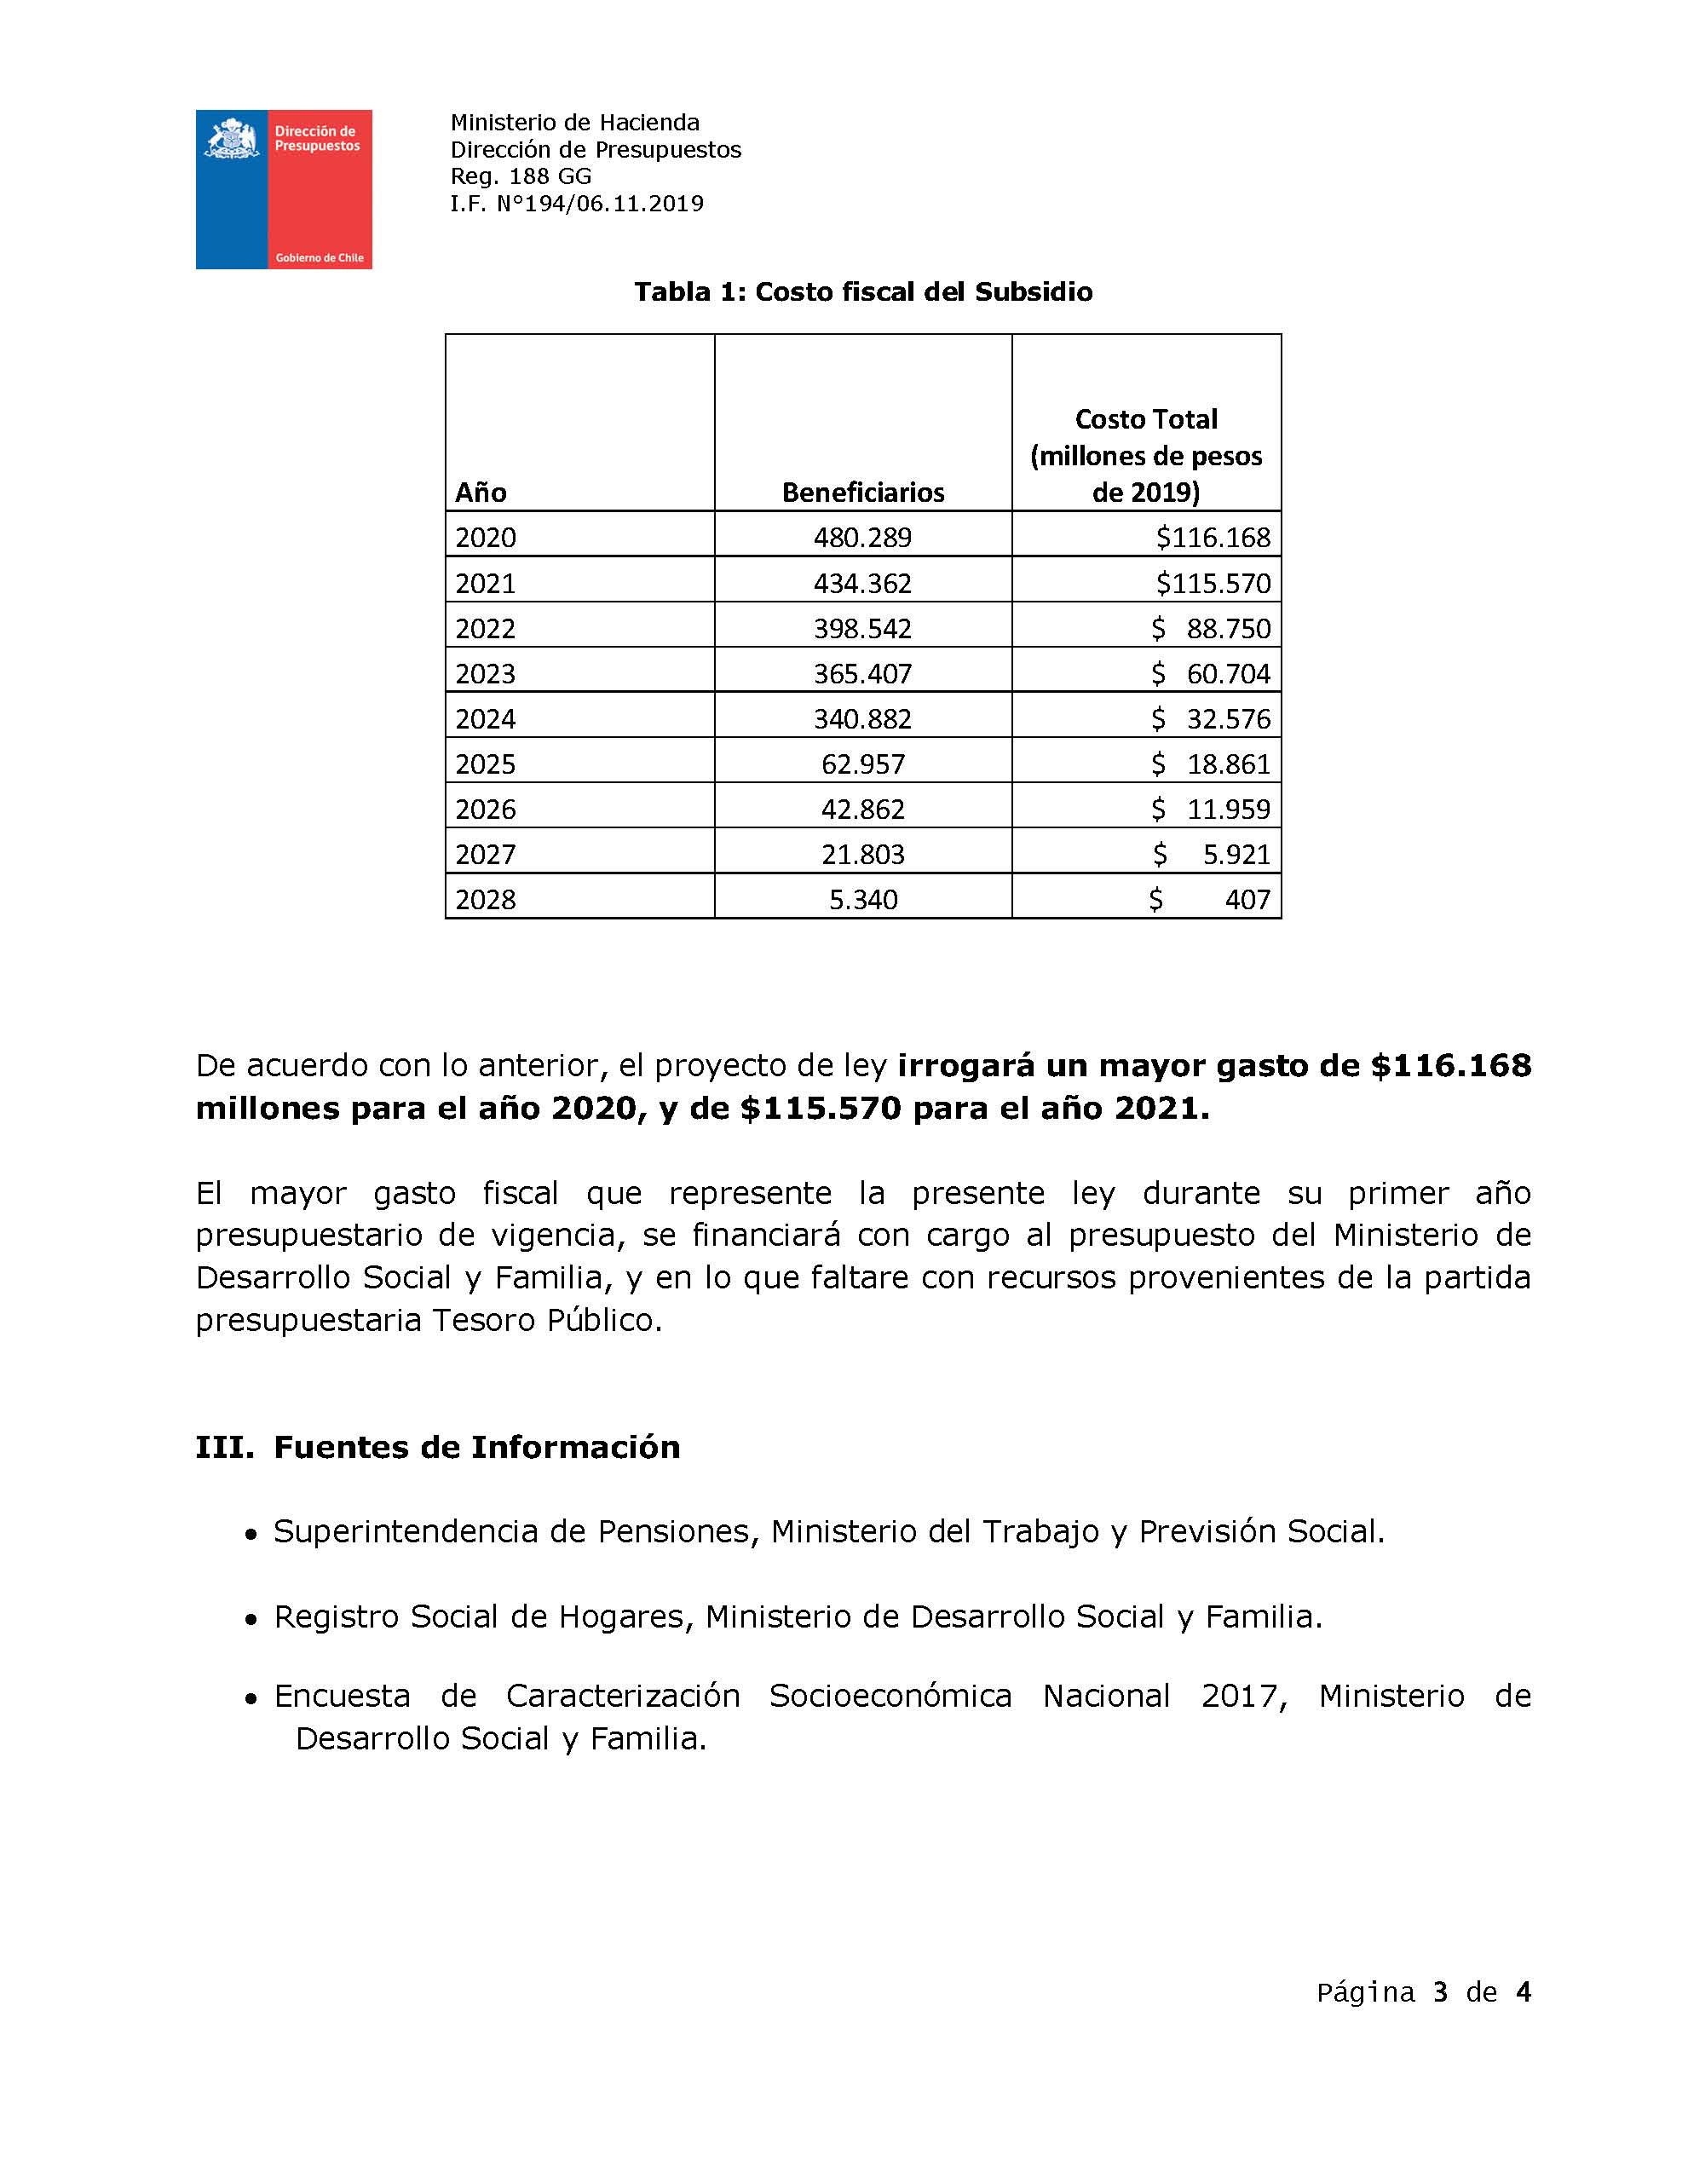 Dirección de
Presupuestos
Gobierno de Chile
Ministerio de Hacienda
Dirección de Presupuestos
Reg. 188 GG
I.F. N°194/06.11.2019
Tabla 1: Costo fiscal del Subsidio
Año Beneficiarios Costo Total
(millones de pesos
de 2019)
2020 480.289 $116.168
2021 434.362 $115.570
2022 398.542 $ 88.750
2023 365.407 $ 60.704
2024 340.882 $ 32.576
2025 62.957 $ 18.861
2026 42.862 $ 11.959
2027 21.803 $ 5.921
2028 5.340 $ 407
De acuerdo con lo anterior, el proyecto de ley irrogará un mayor gasto de $116.168
millones para el año 2020, y de $115.570 para el año 2021.
El mayor gasto fiscal que represente la presente ley durante su primer año
presupuestario de vigencia, se financiará con cargo al presupuesto del Ministerio de
Desarrollo Social y Familia, y en lo que faltare con recursos provenientes de la partida
presupuestaria Tesoro Público.
III. Fuentes de Información
• Superintendencia de Pensiones, Ministerio del Trabajo y Previsión Social.
• Registro Social de Hogares, Ministerio de Desarrollo Social y Familia.
• Encuesta de Caracterización Socioeconómica Nacional 2017, Ministerio de
Desarrollo Social y Familia.
Página 3 de 4